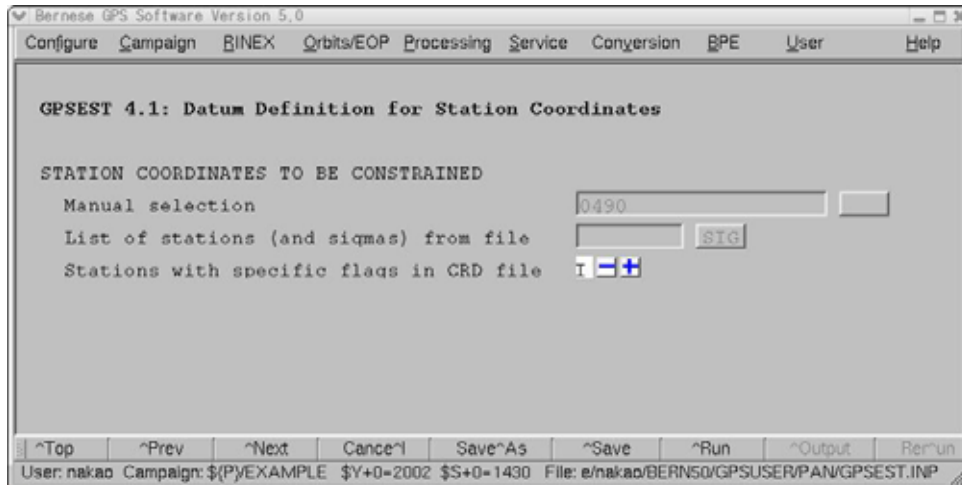 Bernese GPS Software Version 5.0
Configure Campaign RINEX Orbits/EOP Processing Service Conversion BPE User Help
GPSEST 4.1: Datum Definition for Station Coordinates
STATION COORDINATES TO BE CONSTRAINED
Manual selection 0490
List of stations (and sigmas) from file SIG
Stations with specific flags in CRD file I - +
^Top ^Prev ^Next Cance^l Save^As ^Save ^Run ^Output Rer^un
User: nakao Campaign: ${P}/EXAMPLE $Y+0=2002 $S+0=1430 File: e/nakao/BERN50/GPSUSER/PAN/GPSEST.INP